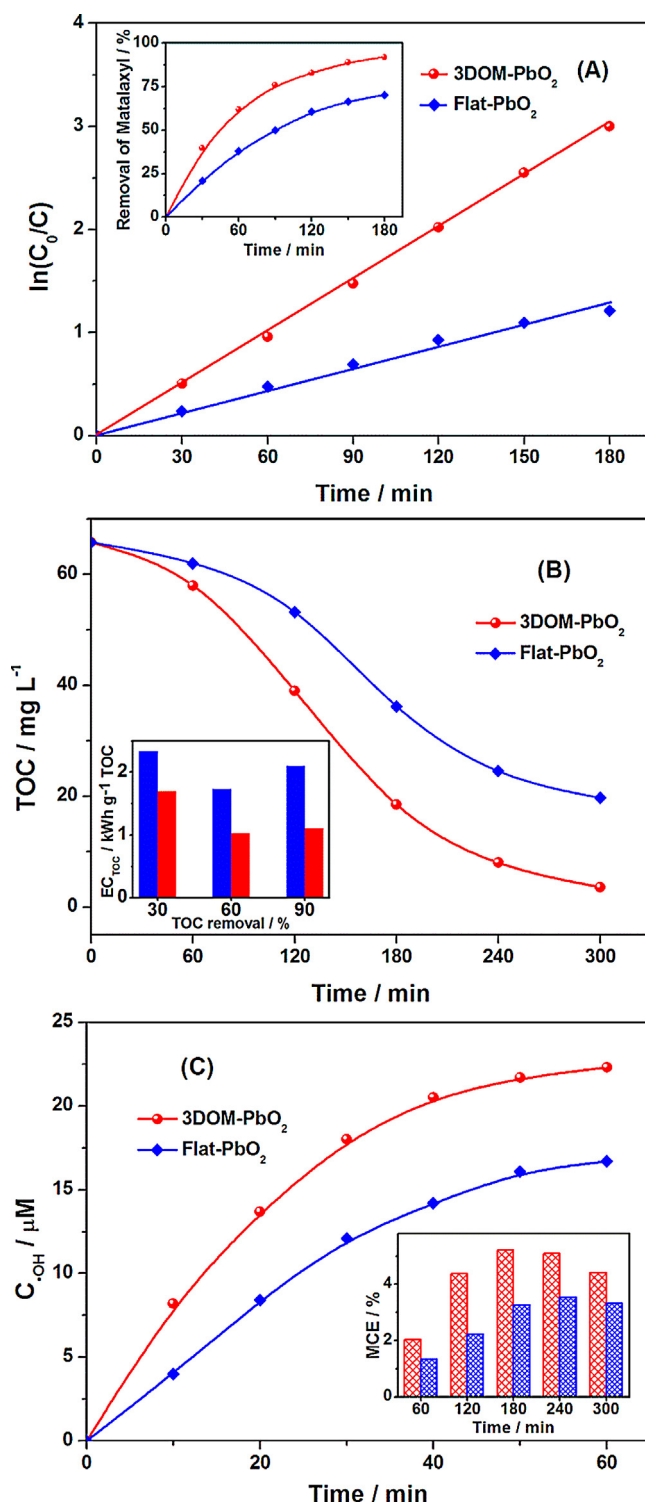 4
3
2
1
0
ln(C₀/C)
(A)
3DOM-PbO₂
Flat-PbO₂
100
75
50
25
0
Removal of Matalaxyl / %
0 60 120 180
Time / min
0 30 60 90 120 150 180
Time / min
60
40
20
0
TOC / mg L⁻¹
(B)
3DOM-PbO₂
Flat-PbO₂
2
1
0
EC_TOC / kWh g⁻¹ TOC
30 60 90
TOC removal / %
0 60 120 180 240 300
Time / min
25
20
15
10
5
0
C·OH / μM
(C)
3DOM-PbO₂
Flat-PbO₂
4
2
0
MCE / %
60 120 180 240 300
Time / min
0 20 40 60
Time / min